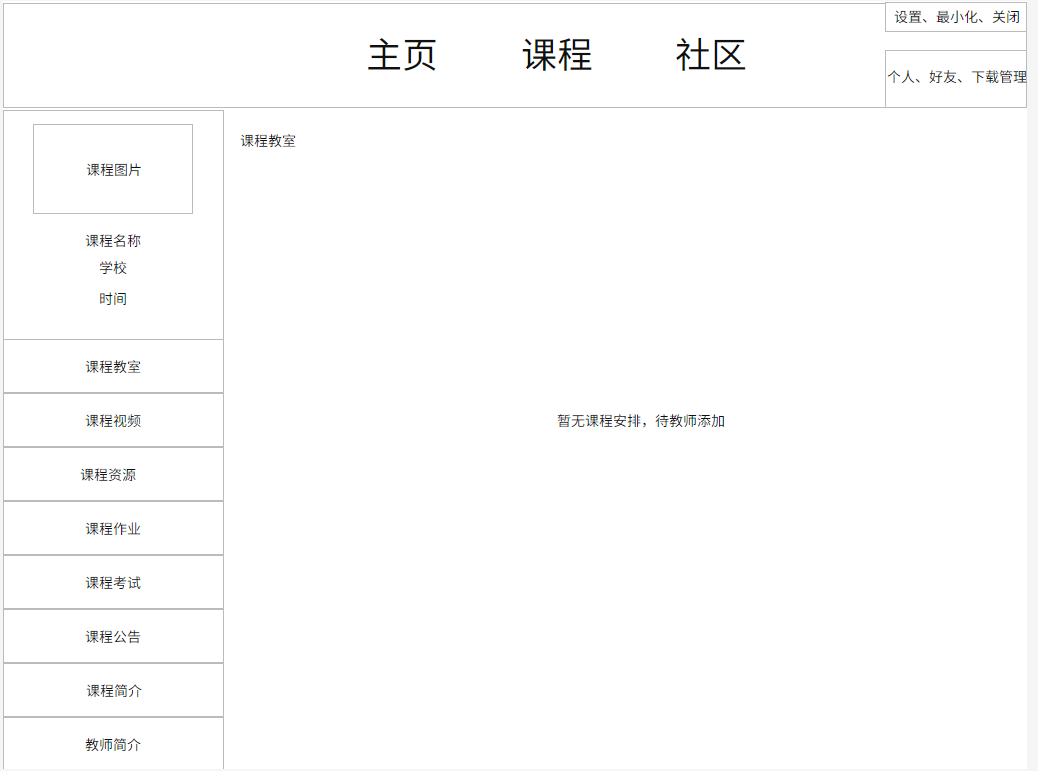 设置、最小化、关闭
主页 课程 社区
个人、好友、下载管理
课程图片
课程名称
学校
时间
课程教室
课程视频
课程资源
课程作业
课程考试
课程公告
课程简介
教师简介
课程教室
暂无课程安排，待教师添加